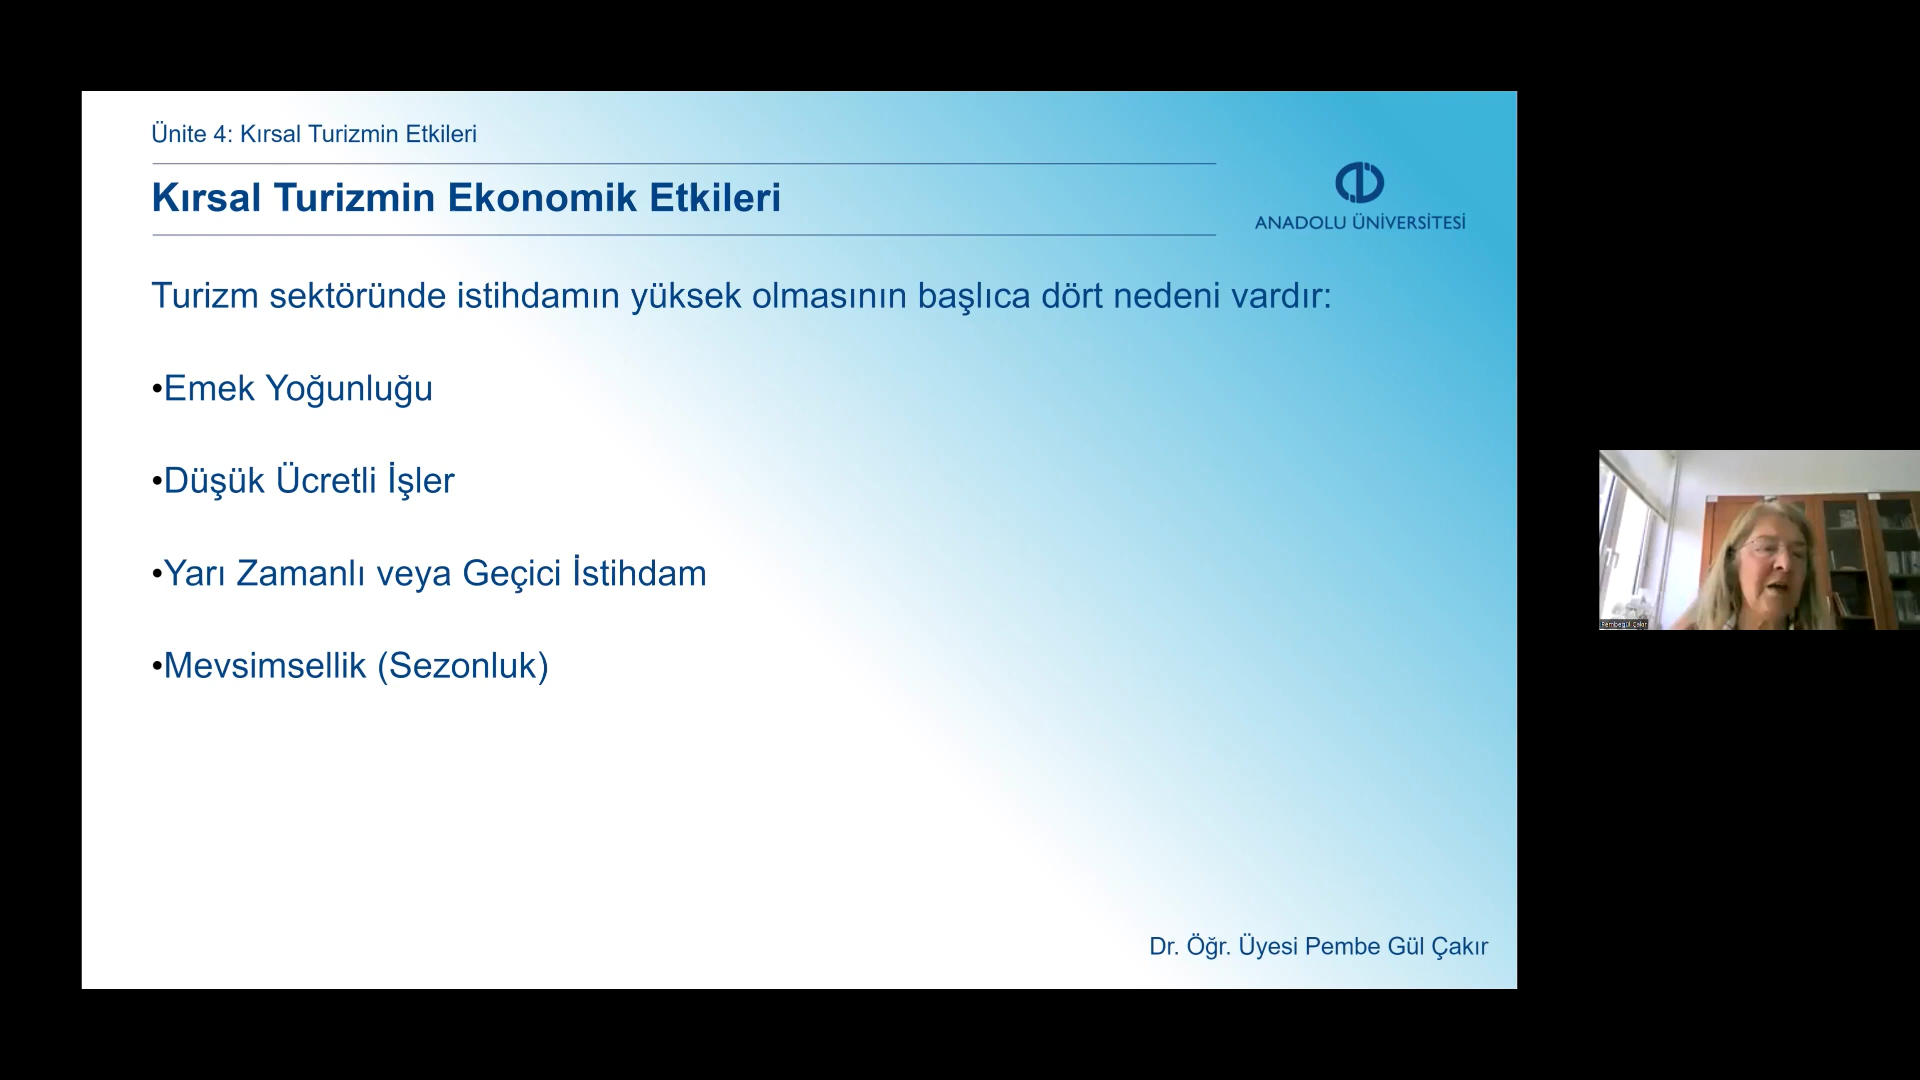 Ünite 4: Kırsal Turizmin Etkileri
Kırsal Turizmin Ekonomik Etkileri
ANADOLU ÜNİVERSİTESİ
Turizm sektöründe istihdamın yüksek olmasının başlıca dört nedeni vardır:
•Emek Yoğunluğu
•Düşük Ücretli İşler
•Yarı Zamanlı veya Geçici İstihdam
•Mevsimsellik (Sezonluk)
Dr. Öğr. Üyesi Pembe Gül Çakır
Pembegül Çakır